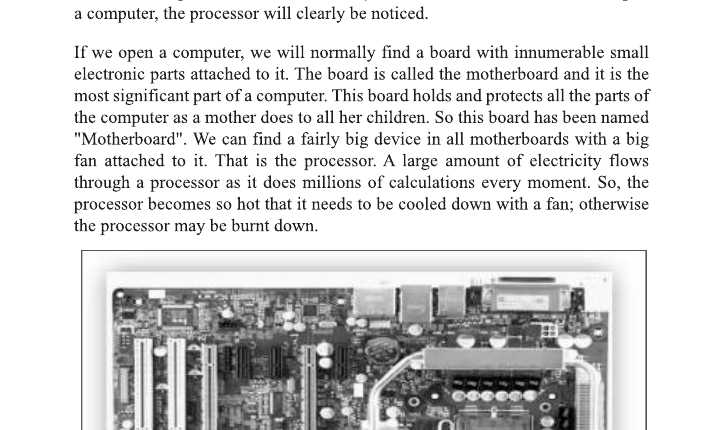 a computer, the processor will clearly be noticed.
If we open a computer, we will normally find a board with innumerable small
electronic parts attached to it. The board is called the motherboard and it is the
most significant part of a computer. This board holds and protects all the parts of
the computer as a mother does to all her children. So this board has been named
"Motherboard". We can find a fairly big device in all motherboards with a big
fan attached to it. That is the processor. A large amount of electricity flows
through a processor as it does millions of calculations every moment. So, the
processor becomes so hot that it needs to be cooled down with a fan; otherwise
the processor may be burnt down.